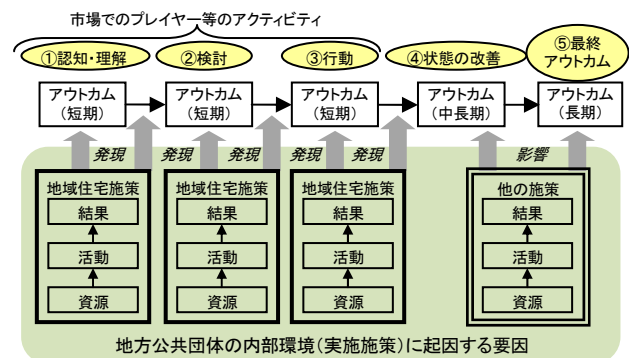 市場でのプレイヤー等のアクティビティ
①認知・理解
②検討
③行動
④状態の改善
⑤最終
アウトカム
アウトカム
(短期)
アウトカム
(短期)
アウトカム
(短期)
アウトカム
(中長期)
アウトカム
(長期)
発現
発現
発現
発現
発現
影響
地域住宅施策
結果
活動
資源
地域住宅施策
結果
活動
資源
地域住宅施策
結果
活動
資源
他の施策
結果
活動
資源
地方公共団体の内部環境(実施施策)に起因する要因